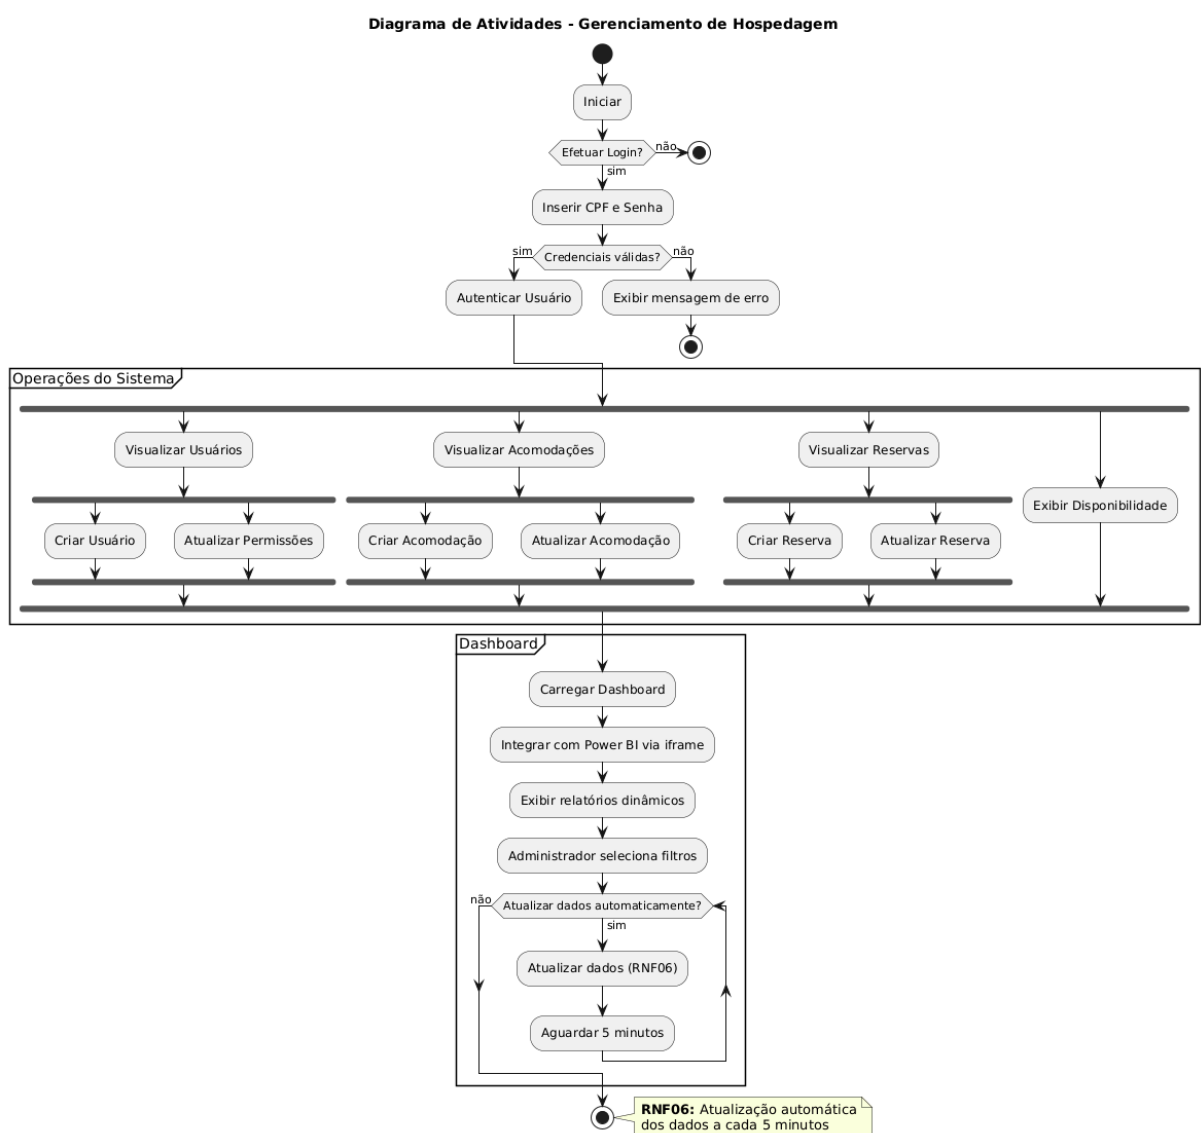 Diagrama de Atividades - Gerenciamento de Hospedagem
Iniciar
Efetuar Login?
não
sim
Inserir CPF e Senha
sim
Credenciais válidas?
não
Autenticar Usuário
Exibir mensagem de erro
Operações do Sistema
Visualizar Usuários
Visualizar Acomodações
Visualizar Reservas
Exibir Disponibilidade
Criar Usuário
Atualizar Permissões
Criar Acomodação
Atualizar Acomodação
Criar Reserva
Atualizar Reserva
Dashboard
Carregar Dashboard
Integrar com Power BI via iframe
Exibir relatórios dinâmicos
Administrador seleciona filtros
não
Atualizar dados automaticamente?
sim
Atualizar dados (RNF06)
Aguardar 5 minutos
RNF06: Atualização automática
dos dados a cada 5 minutos